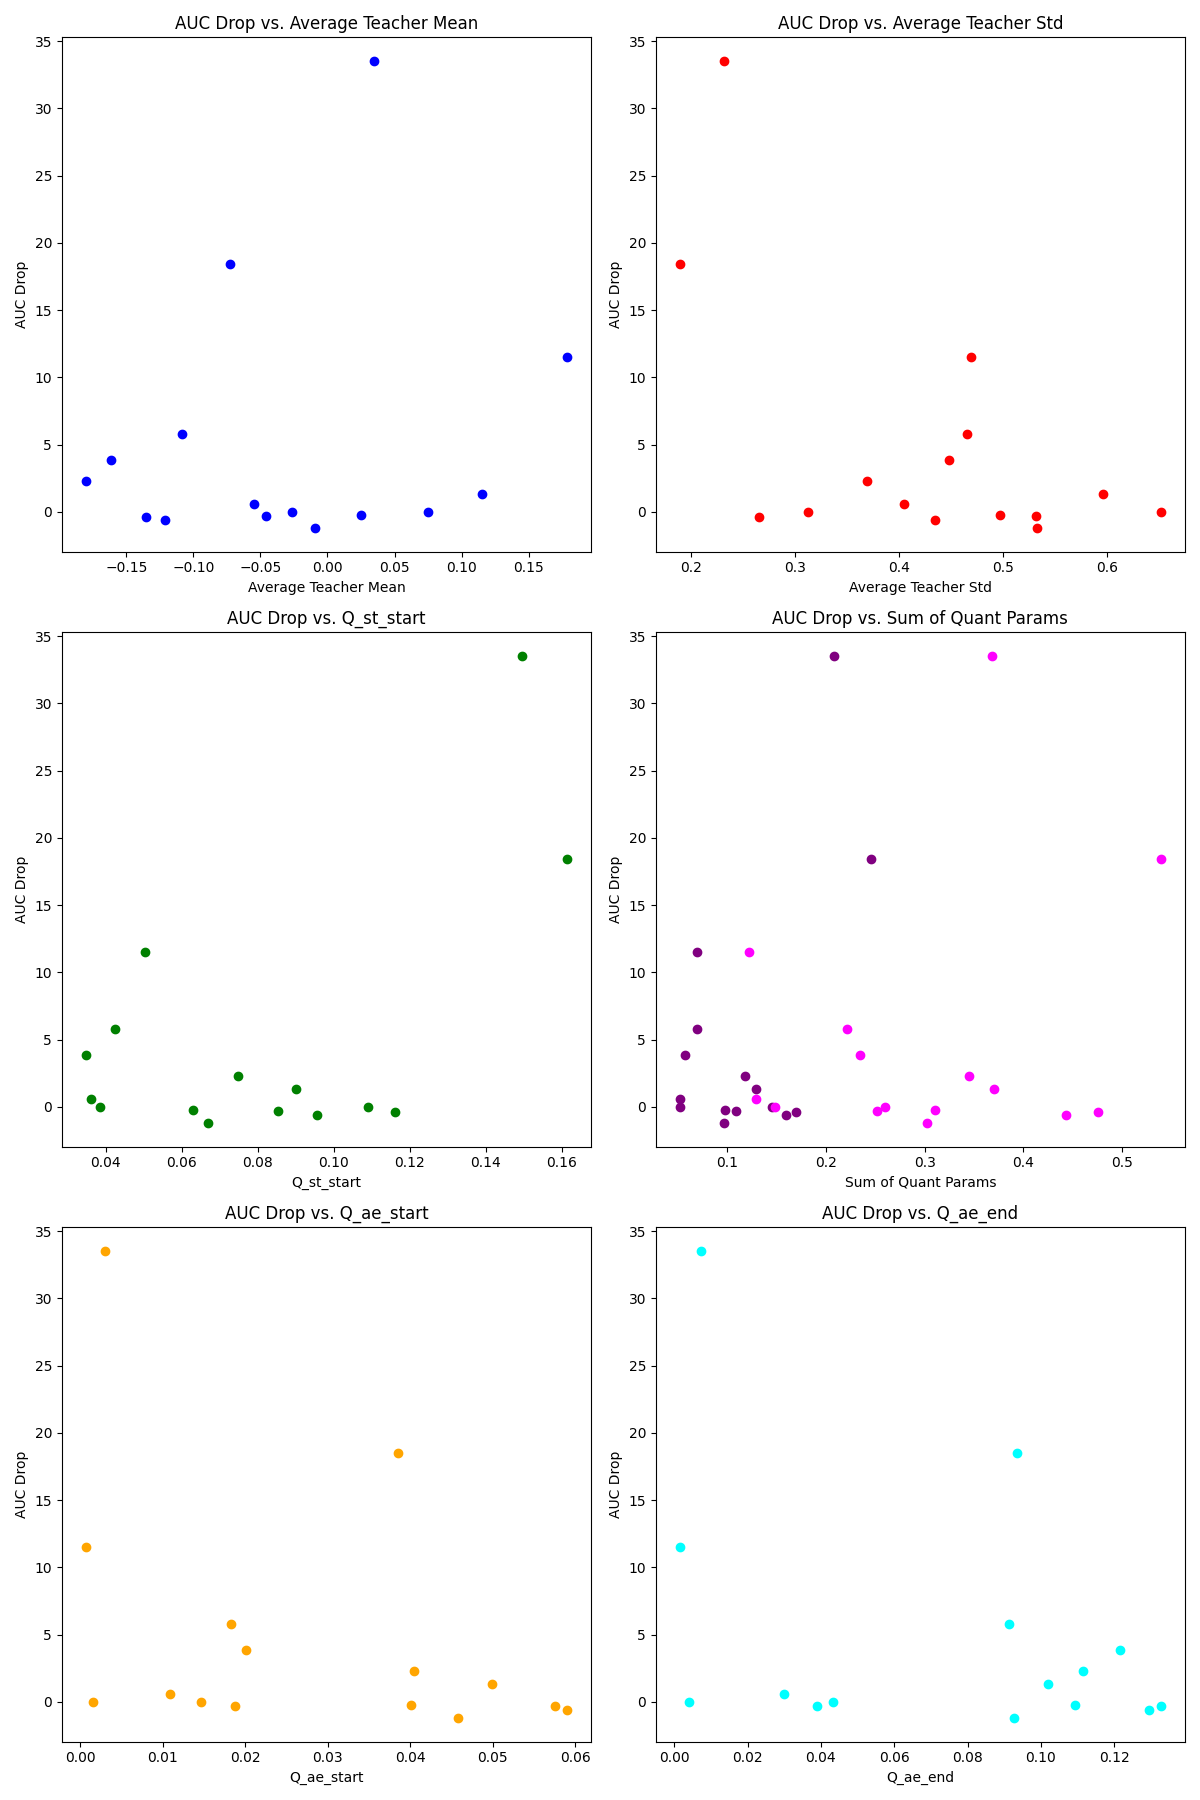 AUC Drop vs. Average Teacher Mean
35
30
25
20
15
10
5
0
AUC Drop
−0.15 −0.10 −0.05 0.00 0.05 0.10 0.15
Average Teacher Mean
AUC Drop vs. Average Teacher Std
35
30
25
20
15
10
5
0
AUC Drop
0.2 0.3 0.4 0.5 0.6
Average Teacher Std
AUC Drop vs. Q_st_start
35
30
25
20
15
10
5
0
AUC Drop
0.04 0.06 0.08 0.10 0.12 0.14 0.16
Q_st_start
AUC Drop vs. Sum of Quant Params
35
30
25
20
15
10
5
0
AUC Drop
0.1 0.2 0.3 0.4 0.5
Sum of Quant Params
AUC Drop vs. Q_ae_start
35
30
25
20
15
10
5
0
AUC Drop
0.00 0.01 0.02 0.03 0.04 0.05 0.06
Q_ae_start
AUC Drop vs. Q_ae_end
35
30
25
20
15
10
5
0
AUC Drop
0.00 0.02 0.04 0.06 0.08 0.10 0.12
Q_ae_end